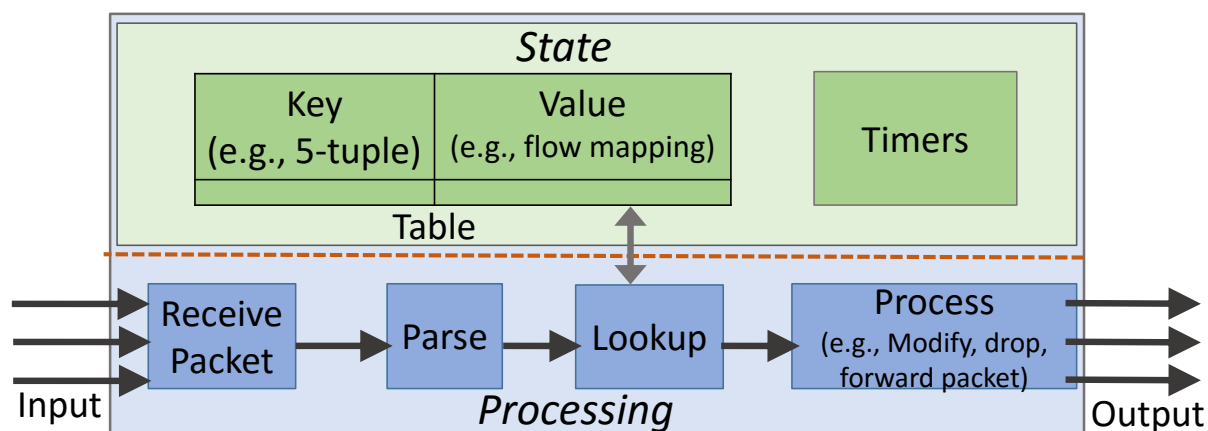 State
Key
(e.g., 5-tuple)
Value
(e.g., flow mapping)
Timers
Table
Receive
Packet
Parse
Lookup
Process
(e.g., Modify, drop,
forward packet)
Input
Processing
Output